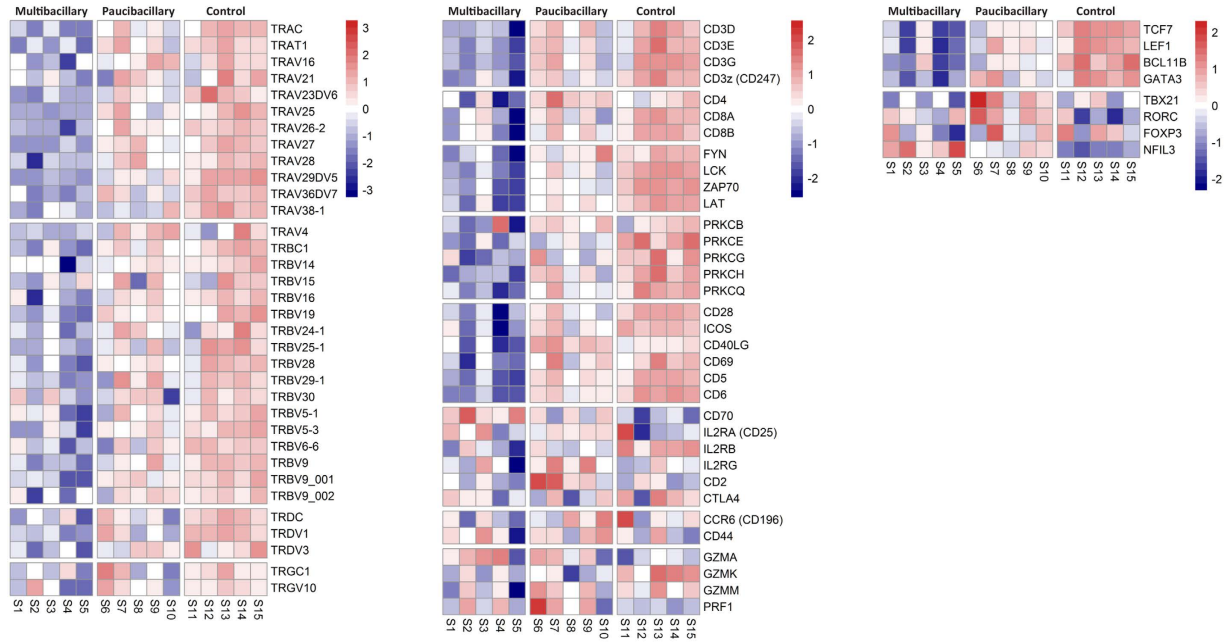 Multibacillary Paucibacillary Control
TRAC
TRAT1
TRAV16
TRAV21
TRAV23DV6
TRAV25
TRAV26-2
TRAV27
TRAV28
TRAV29DV5
TRAV36DV7
TRAV38-1
TRAV4
TRBC1
TRBV14
TRBV15
TRBV16
TRBV19
TRBV24-1
TRBV25-1
TRBV28
TRBV29-1
TRBV30
TRBV5-1
TRBV5-3
TRBV6-6
TRBV9
TRBV9_001
TRBV9_002
TRDC
TRDV1
TRDV3
TRGC1
TRGV10
S1 S2 S3 S4 S5 S6 S7 S8 S9 S10 S11 S12 S13 S14 S15
3
2
1
0
-1
-2
-3
Multibacillary Paucibacillary Control
CD3D
CD3E
CD3G
CD3z (CD247)
CD4
CD8A
CD8B
FYN
LCK
ZAP70
LAT
PRKCB
PRKCE
PRKCG
PRKCH
PRKCQ
CD28
ICOS
CD40LG
CD69
CD5
CD6
CD70
IL2RA (CD25)
IL2RB
IL2RG
CD2
CTLA4
CCR6 (CD196)
CD44
GZMA
GZMK
GZMM
PRF1
S1 S2 S3 S4 S5 S6 S7 S8 S9 S10 S11 S12 S13 S14 S15
2
1
0
-1
-2
Multibacillary Paucibacillary Control
TCF7
LEF1
BCL11B
GATA3
TBX21
RORC
FOXP3
NFIL3
S1 S2 S3 S4 S5 S6 S7 S8 S9 S10 S11 S12 S13 S14 S15
2
1
0
-1
-2